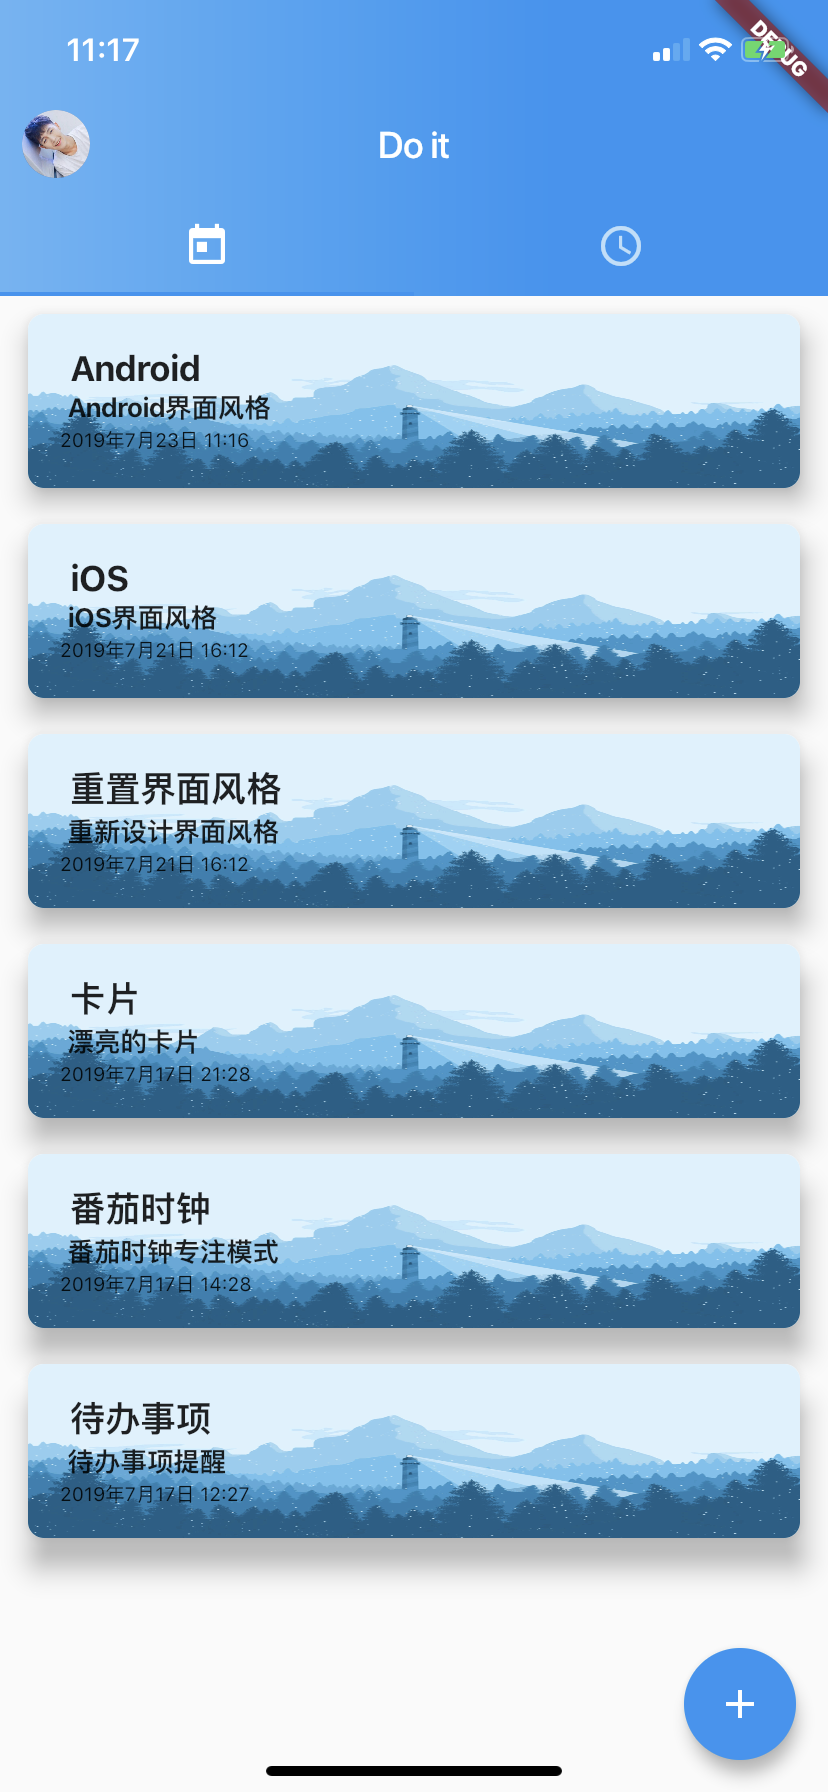 11:17
DEBUG
Do it
Android
Android界面风格
2019年7月23日 11:16
iOS
iOS界面风格
2019年7月21日 16:12
重置界面风格
重新设计界面风格
2019年7月21日 16:12
卡片
漂亮的卡片
2019年7月17日 21:28
番茄时钟
番茄时钟专注模式
2019年7月17日 14:28
待办事项
待办事项提醒
2019年7月17日 12:27